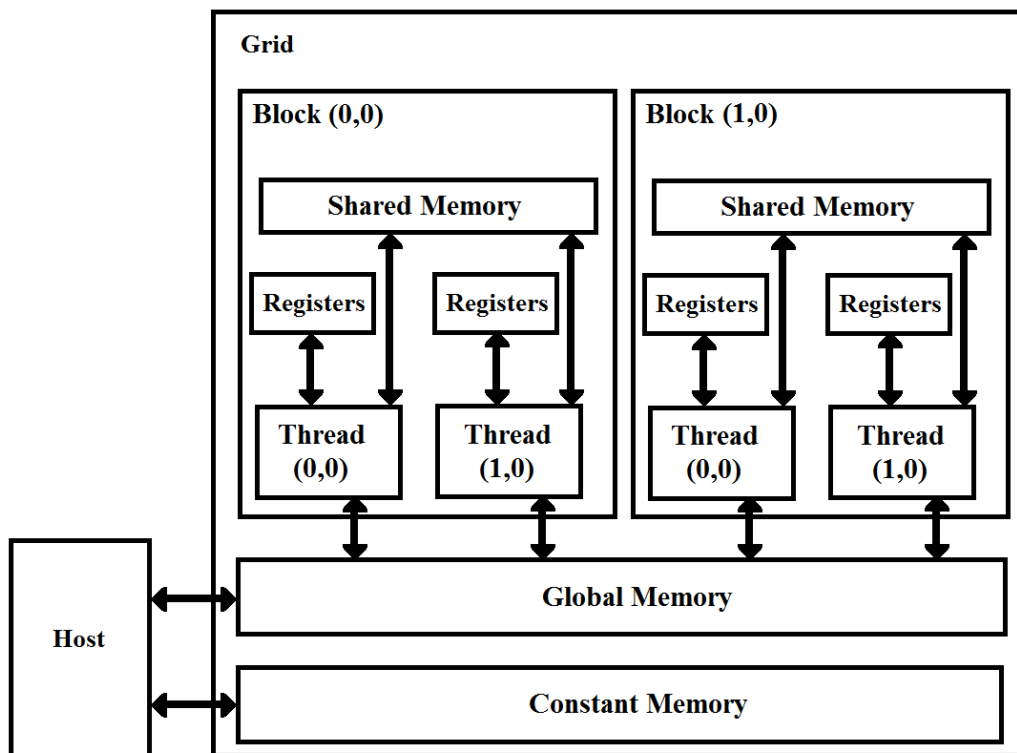 Grid
Block (0,0)
Block (1,0)
Shared Memory
Shared Memory
Registers
Registers
Registers
Registers
Thread
(0,0)
Thread
(1,0)
Thread
(0,0)
Thread
(1,0)
Global Memory
Host
Constant Memory